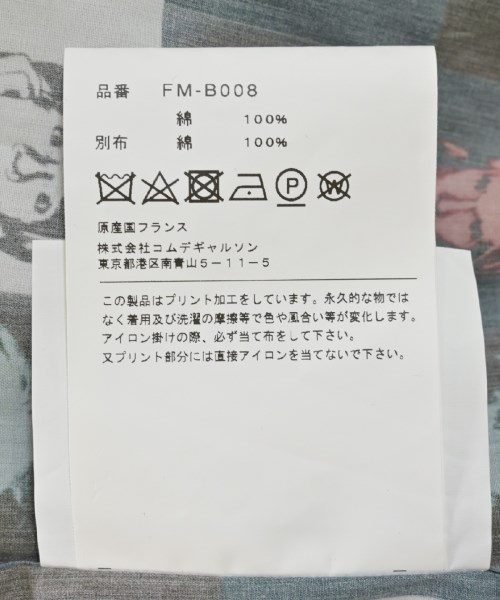 品番 FM-B008
綿 100%
別布 綿 100%
P W
原産国フランス
株式会社コムデギャルソン
東京都港区南青山5-11-5
この製品はプリント加工をしています。永久的な物では
なく着用及び洗濯の摩擦等で色や風合い等が変化します。
アイロン掛けの際、必ず当て布をして下さい。
又プリント部分には直接アイロンを当てないで下さい。